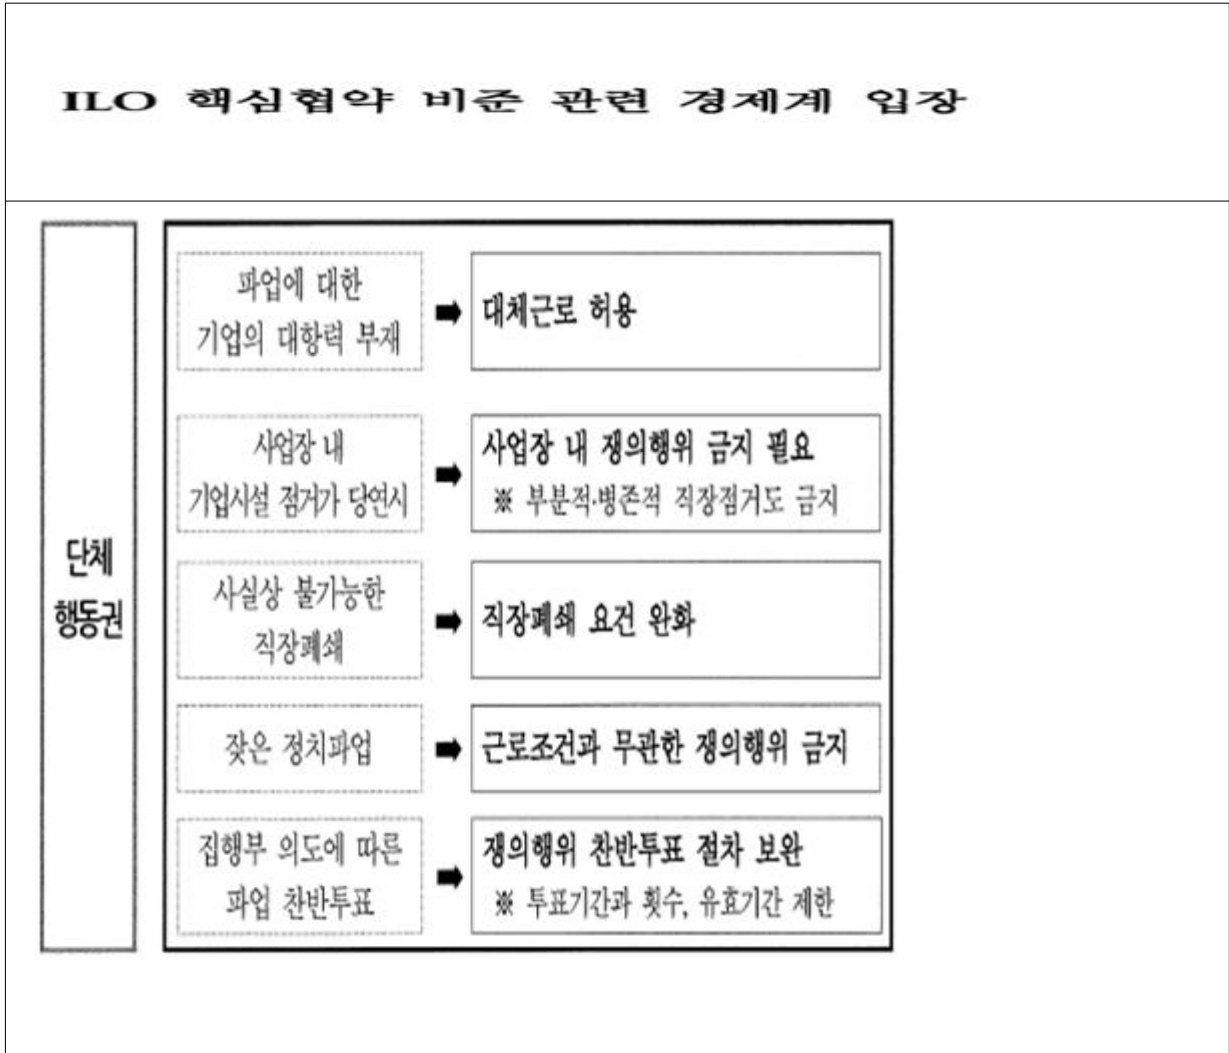 ILO 핵심협약 비준 관련 경제계 입장
단체
행동권
파업에 대한
기업의 대항력 부재
대체근로 허용
사업장 내
기업시설 점거가 당연시
사업장 내 쟁의행위 금지 필요
※ 부분적·병존적 직장점거도 금지
사실상 불가능한
직장폐쇄
직장폐쇄 요건 완화
잦은 정치파업
근로조건과 무관한 쟁의행위 금지
집행부 의도에 따른
파업 찬반투표
쟁의행위 찬반투표 절차 보완
※ 투표기간과 횟수, 유효기간 제한